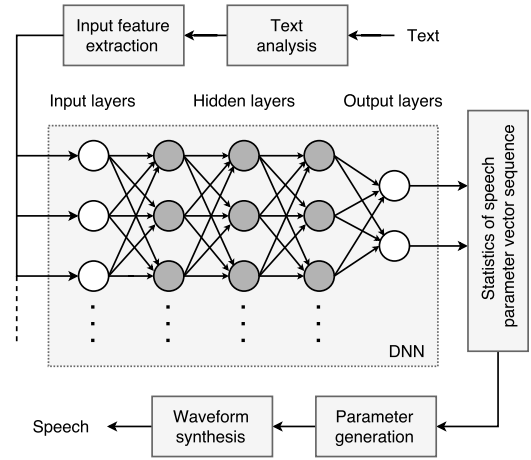 Input feature
extraction
Text
analysis
Text
Input layers
Hidden layers
Output layers
Statistics of speech
parameter vector sequence
DNN
Speech
Waveform
synthesis
Parameter
generation